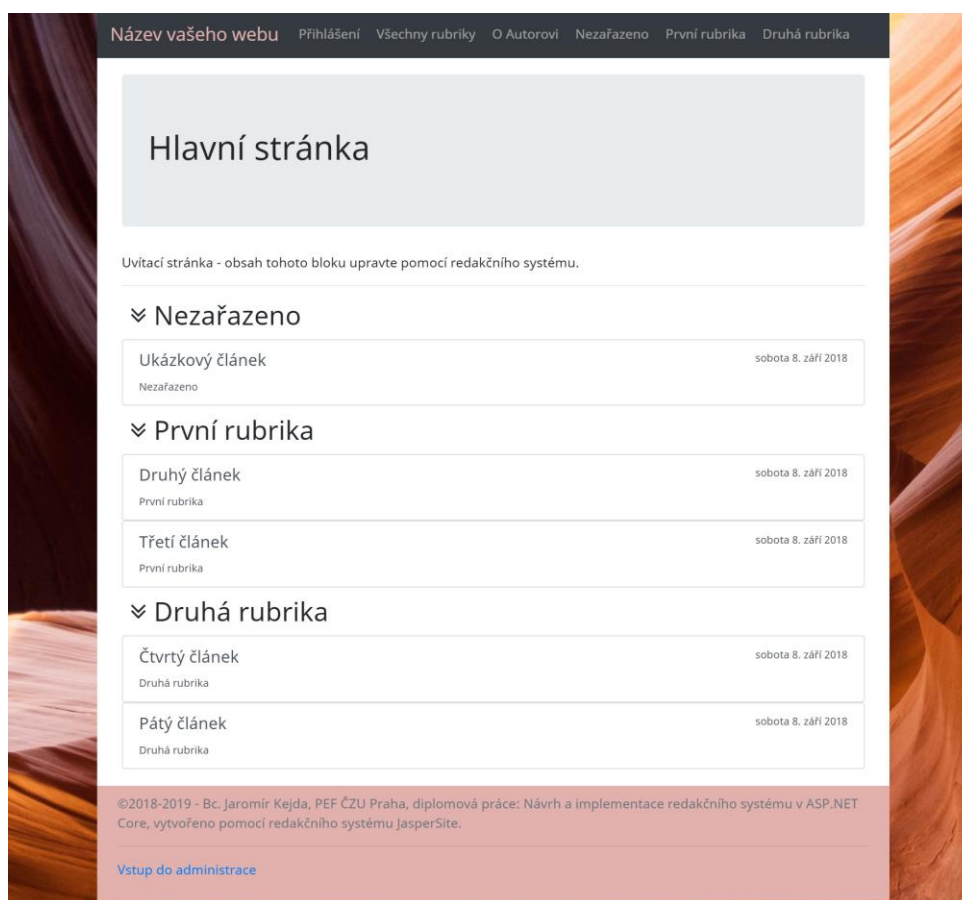 Název vašeho webu Přihlášení Všechny rubriky O Autorovi Nezařazeno První rubrika Druhá rubrika
Hlavní stránka
Uvítací stránka - obsah tohoto bloku upravte pomocí redakčního systému.
Nezařazeno
Ukázkový článek sobota 8. září 2018
Nezařazeno
První rubrika
Druhý článek sobota 8. září 2018
První rubrika
Třetí článek sobota 8. září 2018
První rubrika
Druhá rubrika
Čtvrtý článek sobota 8. září 2018
Druhá rubrika
Pátý článek sobota 8. září 2018
Druhá rubrika
©2018-2019 - Bc. Jaromír Kejda, PEF ČZU Praha, diplomová práce: Návrh a implementace redakčního systému v ASP.NET
Core, vytvořeno pomocí redakčního systému JasperSite.
Vstup do administrace